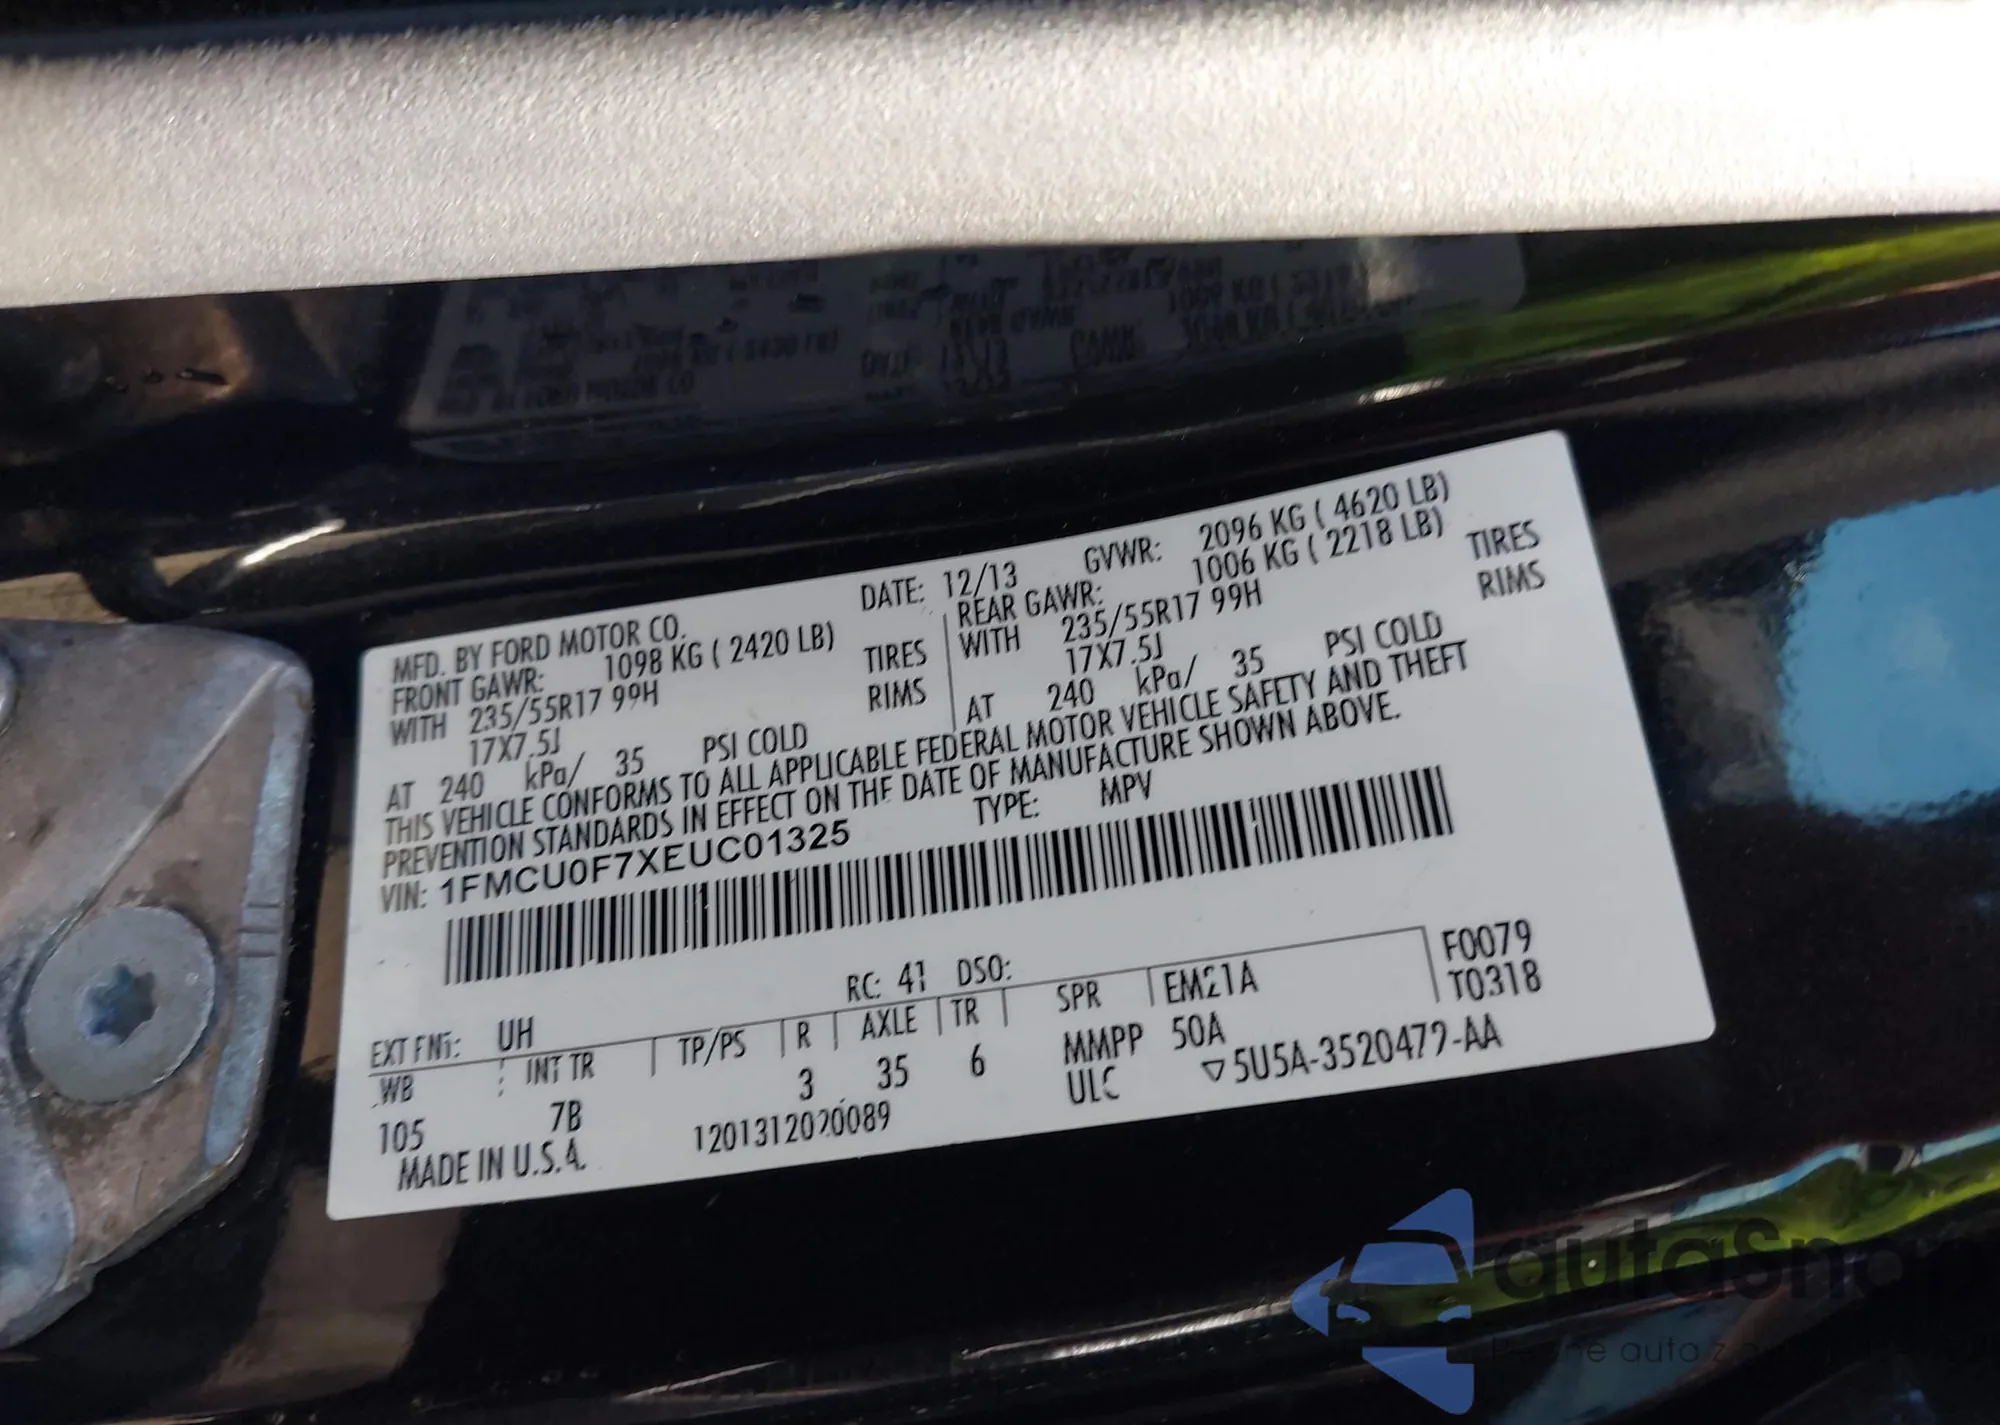 MFD. BY FORD MOTOR CO.
DATE: 12/13
GVWR: 2096 KG ( 4620 LB)
FRONT GAWR: 1098 KG ( 2420 LB)
REAR GAWR: 1006 KG ( 2218 LB)
WITH 235/55R17 99H TIRES
WITH 235/55R17 99H TIRES
17X7.5J RIMS
17X7.5J RIMS
AT 240 kPa/ 35 PSI COLD
AT 240 kPa/ 35 PSI COLD
THIS VEHICLE CONFORMS TO ALL APPLICABLE FEDERAL MOTOR VEHICLE SAFETY AND THEFT
PREVENTION STANDARDS IN EFFECT ON THE DATE OF MANUFACTURE SHOWN ABOVE.
VIN: 1FMCU0F7XEUC01325
TYPE: MPV
F0079
T0318
EXT PNT: UH RC: 41 DSO:
WB INT TR TP/PS R AXLE TR SPR EM21A
105 7B 3 35 6 MMPP 50A
ULC ▽5U5A-3520472-AA
MADE IN U.S.A. 1201312020089
autaSnap